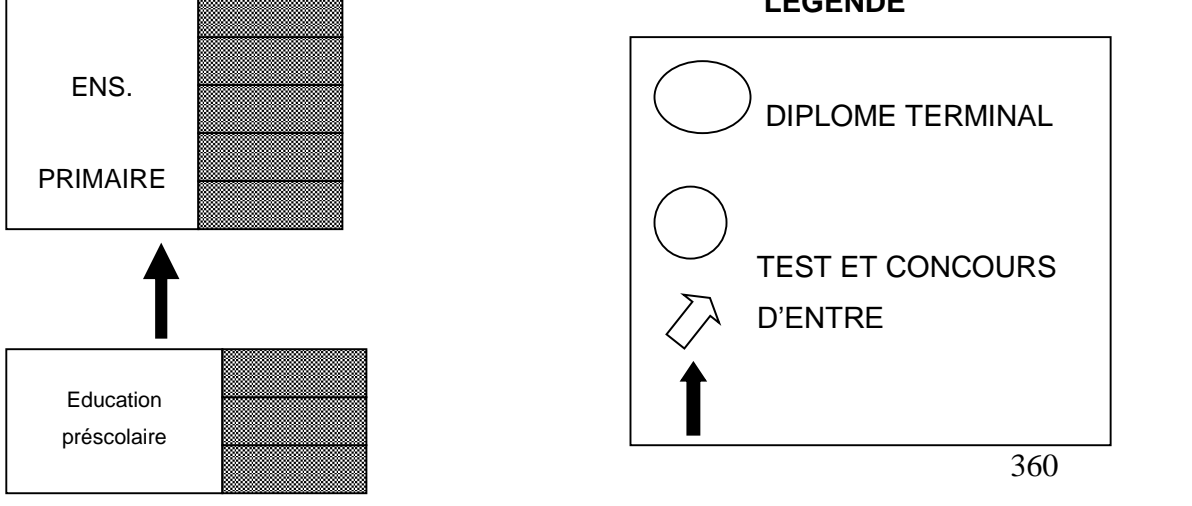 LEGENDE
ENS.
PRIMAIRE
Education
préscolaire
DIPLOME TERMINAL
TEST ET CONCOURS
D'ENTRE
360